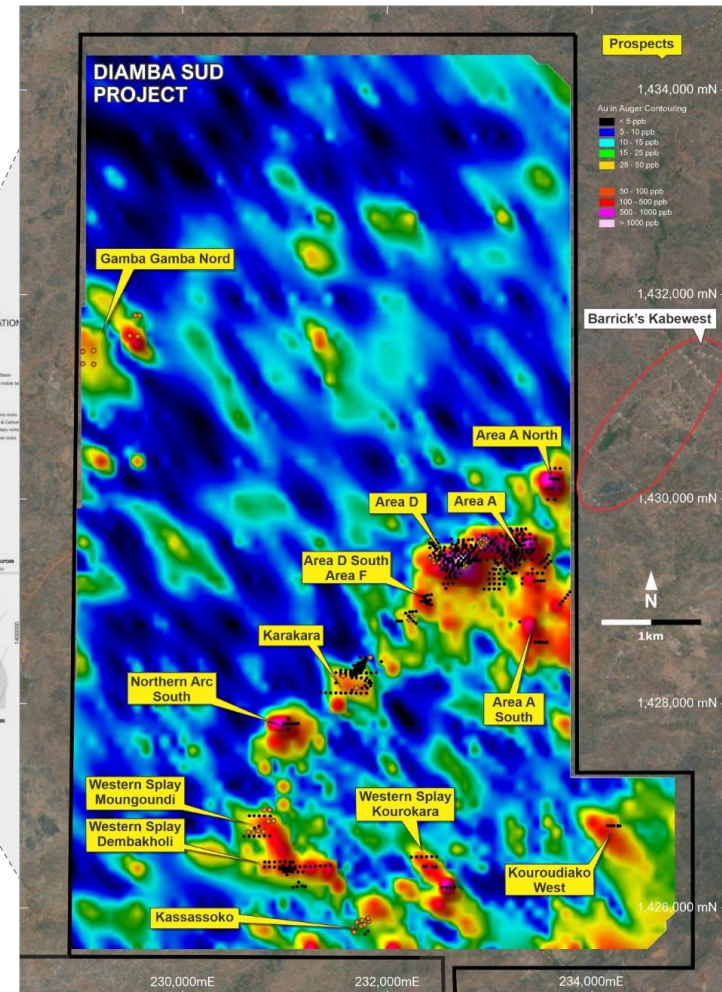 Prospects
DIAMBA SUD
PROJECT
1,434,000 mN
Au in Auger Contouring
< 5 ppb
5 - 10 ppb
10 - 15 ppb
15 - 25 ppb
25 - 50 ppb
50 - 100 ppb
100 - 500 ppb
500 - 1000 ppb
> 1000 ppb
Gamba Gamba Nord
1,432,000 mN
Barrick's Kabewest
Area A North
1,430,000 mN
Area D
Area A
Area D South
Area F
N
1km
Karakara
Northern Arc
South
Area A
South
1,428,000 mN
Western Splay
Moungoundi
Western Splay
Kourokara
Western Splay
Dembakholi
Kouroudiako
West
Kassassoko
1,426,000 mN
230,000mE
232,000mE
234,000mE